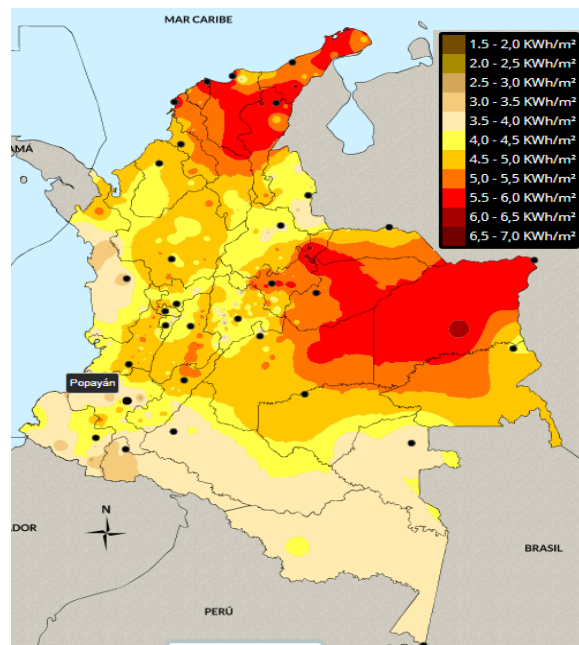 MAR CARIBE
1.5 - 2,0 KWh/m²
2.0 - 2,5 KWh/m²
2.5 - 3,0 KWh/m²
3.0 - 3.5 KWh/m²
3.5 - 4,0 KWh/m²
4,0 - 4,5 KWh/m²
4.5 - 5,0 KWh/m²
5,0 - 5,5 KWh/m²
5.5 - 6,0 KWh/m²
6,0 - 6,5 KWh/m²
6,5 - 7,0 KWh/m²
AMÁ
Popayán
N
ADOR
BRASIL
PERÚ